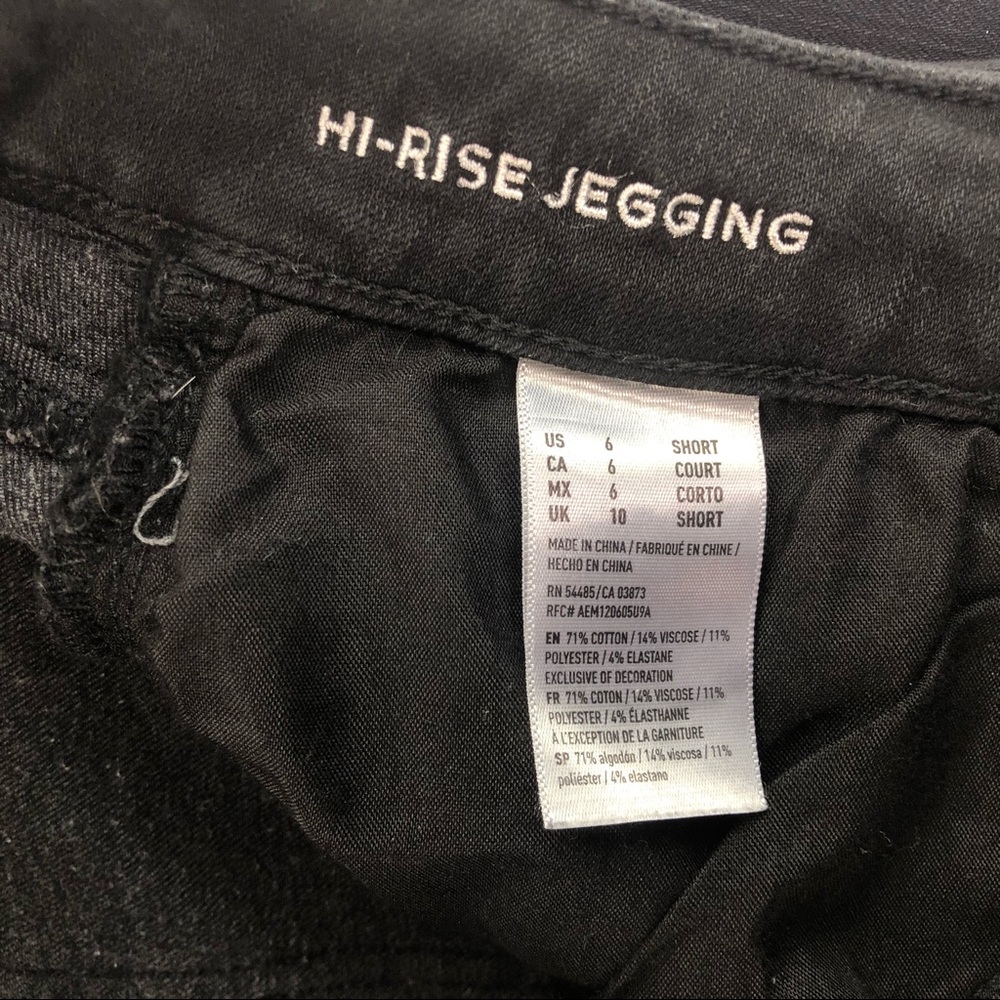 HI-RISE JEGGING
US 6 SHORT
CA 6 COURT
MX 6 CORTO
UK 10 SHORT
MADE IN CHINA / FABRIQUÉ EN CHINE /
HECHO EN CHINA
RN 54485/CA 03873
RFC# AEM120605U9A
EN 71% COTTON / 14% VISCOSE / 11%
POLYESTER / 4% ELASTANE
EXCLUSIVE OF DECORATION
FR 71% COTON / 14% VISCOSE / 11%
POLYESTER / 4% ÉLASTHANNE
À L'EXCEPTION DE LA GARNITURE
SP 71% algodón / 14% viscosa / 11%
poliéster / 4% elastano